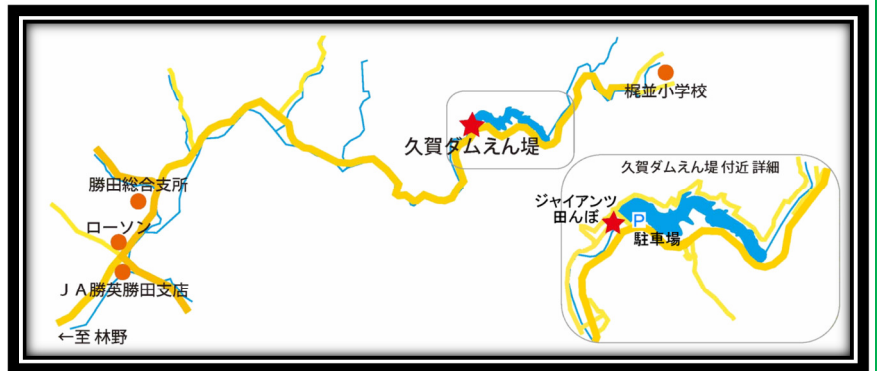 梶並小学校
久賀ダムえん堤
久賀ダムえん堤 付近 詳細
勝田総合支所
ジャイアンツ
田んぼ
P
ローソン
駐車場
JA勝英勝田支店
←至 林野